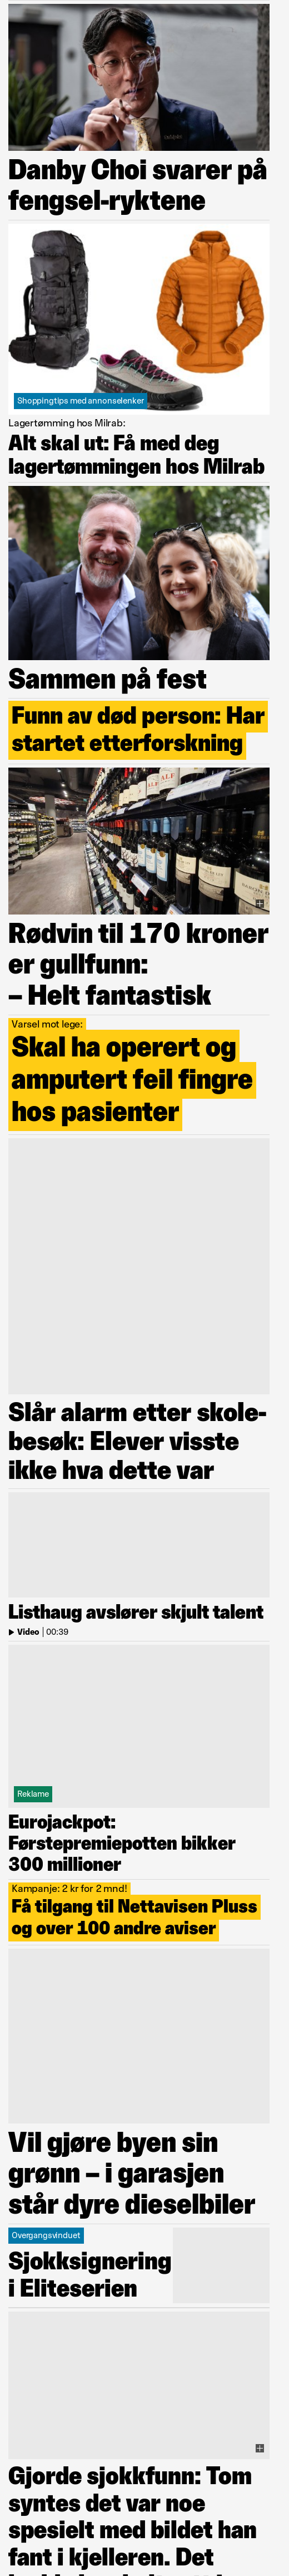 Danby Choi svarer på
fengsel-ryktene
Shoppingtips med annonselenker
Lagertømming hos Milrab:
Alt skal ut: Få med deg
lagertømmingen hos Milrab
Sammen på fest
Funn av død person: Har
startet etterforskning
Rødvin til 170 kroner
er gullfunn:
– Helt fantastisk
Varsel mot lege:
Skal ha operert og
amputert feil fingre
hos pasienter
Slår alarm etter skole-
besøk: Elever visste
ikke hva dette var
Listhaug avslører skjult talent
Video | 00:39
Reklame
Eurojackpot:
Førstepremiepotten bikker
300 millioner
Kampanje: 2 kr for 2 mnd!
Få tilgang til Nettavisen Pluss
og over 100 andre aviser
Vil gjøre byen sin
grønn – i garasjen
står dyre dieselbiler
Overgangsvinduet
Sjokksignering
i Eliteserien
Gjorde sjokkfunn: Tom
syntes det var noe
spesielt med bildet han
fant i kjelleren. Det